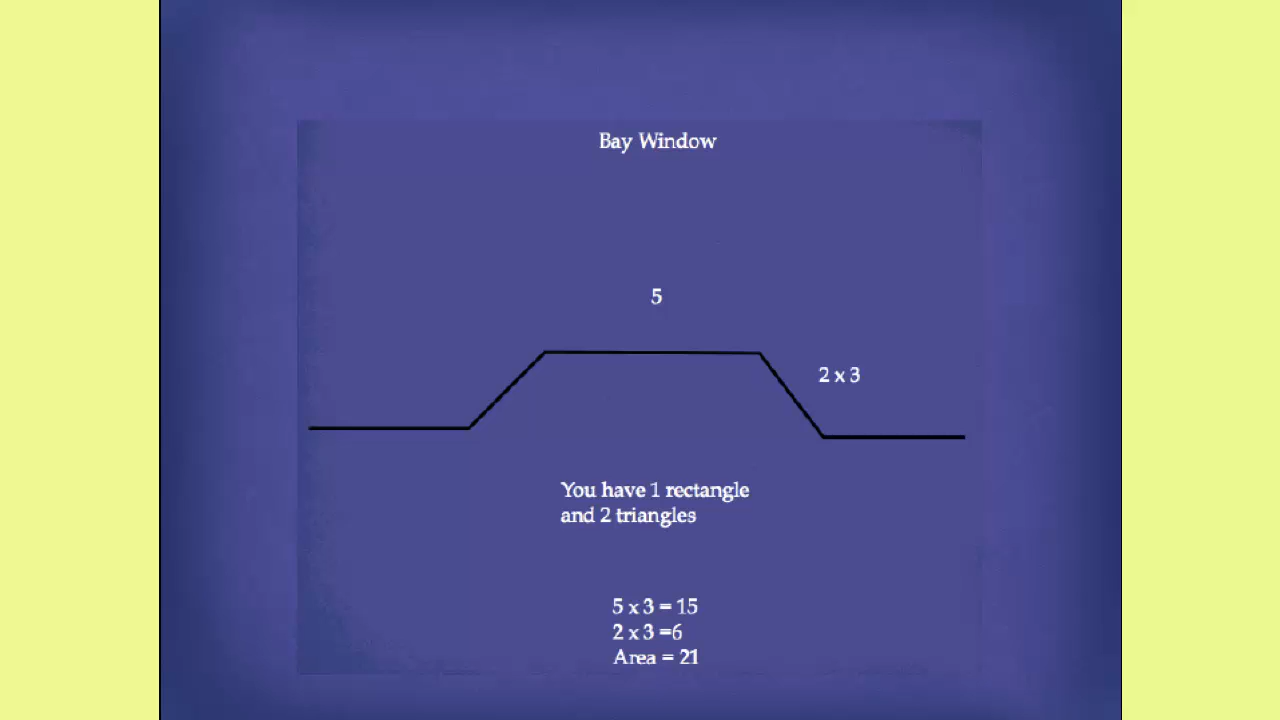 Bay Window
5
2 x 3
You have 1 rectangle
and 2 triangles
5 x 3 = 15
2 x 3 =6
Area = 21